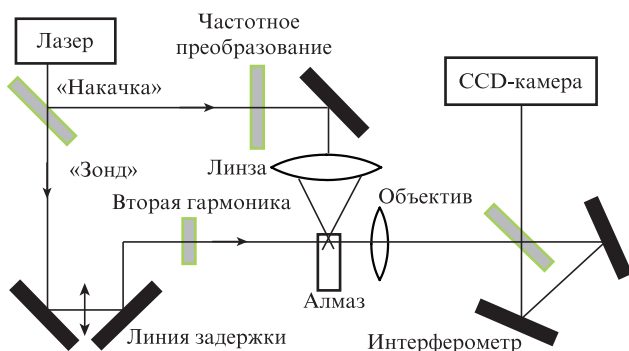 Лазер
Частотное
преобразование
«Накачка»
CCD-камера
«Зонд»
Линза
Вторая гармоника
Объектив
Алмаз
Линия задержки
Интерферометр